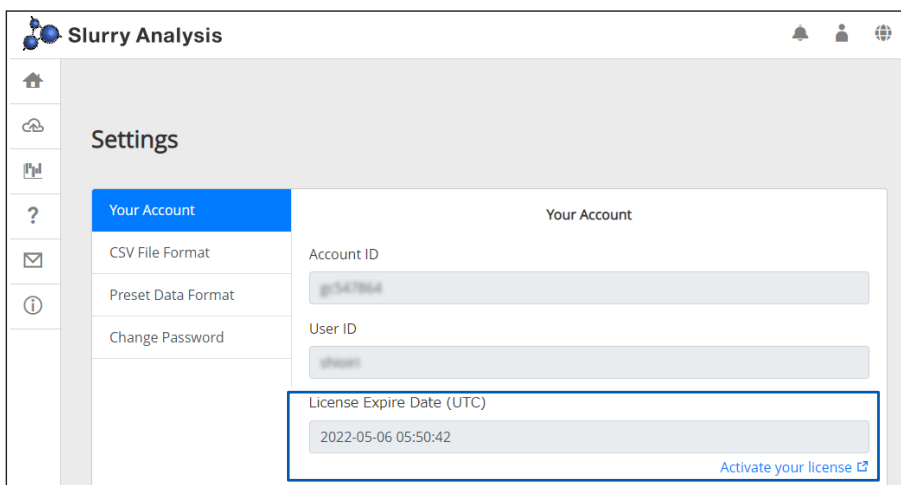 Slurry Analysis
Settings
Your Account
CSV File Format
Preset Data Format
Change Password
Your Account
Account ID
User ID
License Expire Date (UTC)
2022-05-06 05:50:42
Activate your license